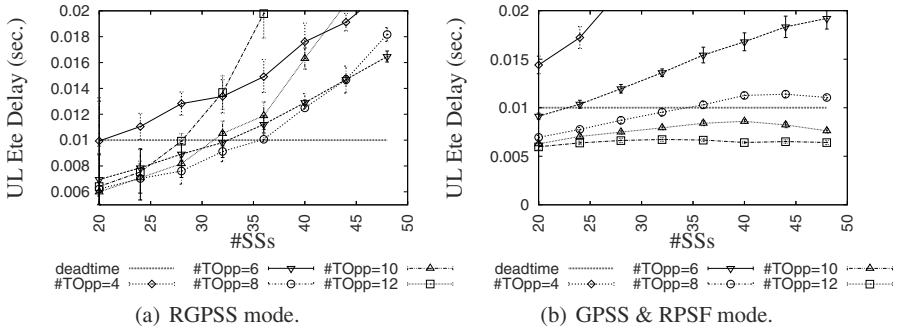 UL Ete Delay (sec.)
0.02
0.018
0.016
0.014
0.012
0.01
0.008
0.006
20
25
30
35
40
45
50
#SSs
deadtime
#TOpp=4
#TOpp=6
#TOpp=8
#TOpp=10
#TOpp=12
(a) RGPSS mode.
UL Ete Delay (sec.)
0.02
0.015
0.01
0.005
0
20
25
30
35
40
45
50
#SSs
deadtime
#TOpp=4
#TOpp=6
#TOpp=8
#TOpp=10
#TOpp=12
(b) GPSS & RPSF mode.